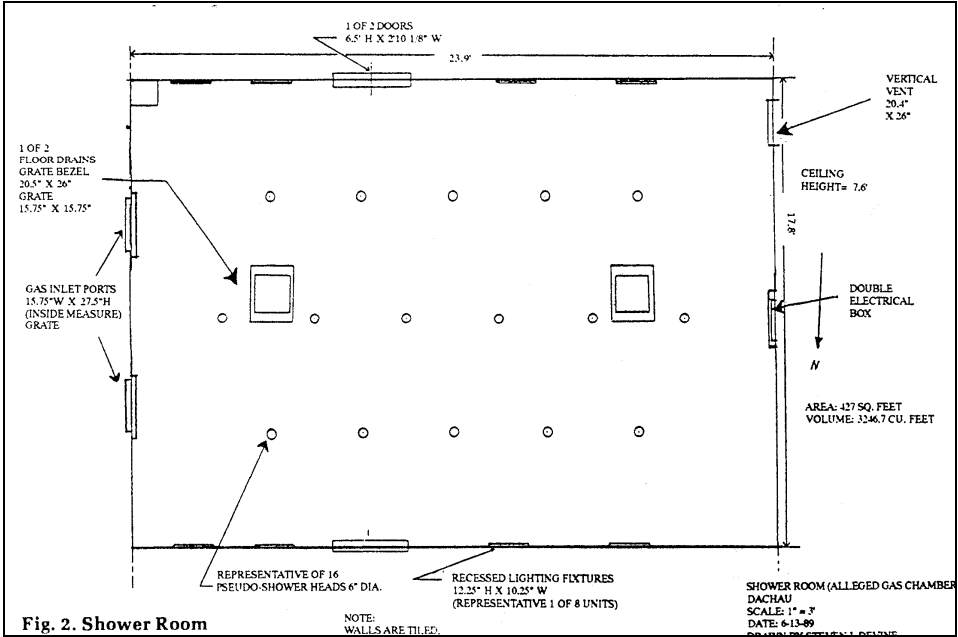 1 OF 2 DOORS
6.5' H X 2'10 1/8" W
23.9'
VERTICAL
VENT
20.4"
X 26"
1 OF 2
FLOOR DRAINS
GRATE BEZEL
20.5" X 26"
GRATE
15.75" X 15.75"
CEILING
HEIGHT= 7.6'
17.8'
GAS INLET PORTS
15.75"W X 27.5"H
(INSIDE MEASURE)
GRATE
DOUBLE
ELECTRICAL
BOX
N
AREA: 427 SQ. FEET
VOLUME: 3246.7 CU. FEET
REPRESENTATIVE OF 16
PSEUDO-SHOWER HEADS 6" DIA.
RECESSED LIGHTING FIXTURES
12.25" H X 10.25" W
(REPRESENTATIVE 1 OF 8 UNITS)
SHOWER ROOM (ALLEGED GAS CHAMBER
DACHAU
SCALE: 1" = 3'
DATE: 6-13-89
DRAWN BY STEVEN J. DEVINE
NOTE:
WALLS ARE TILED.
Fig. 2. Shower Room